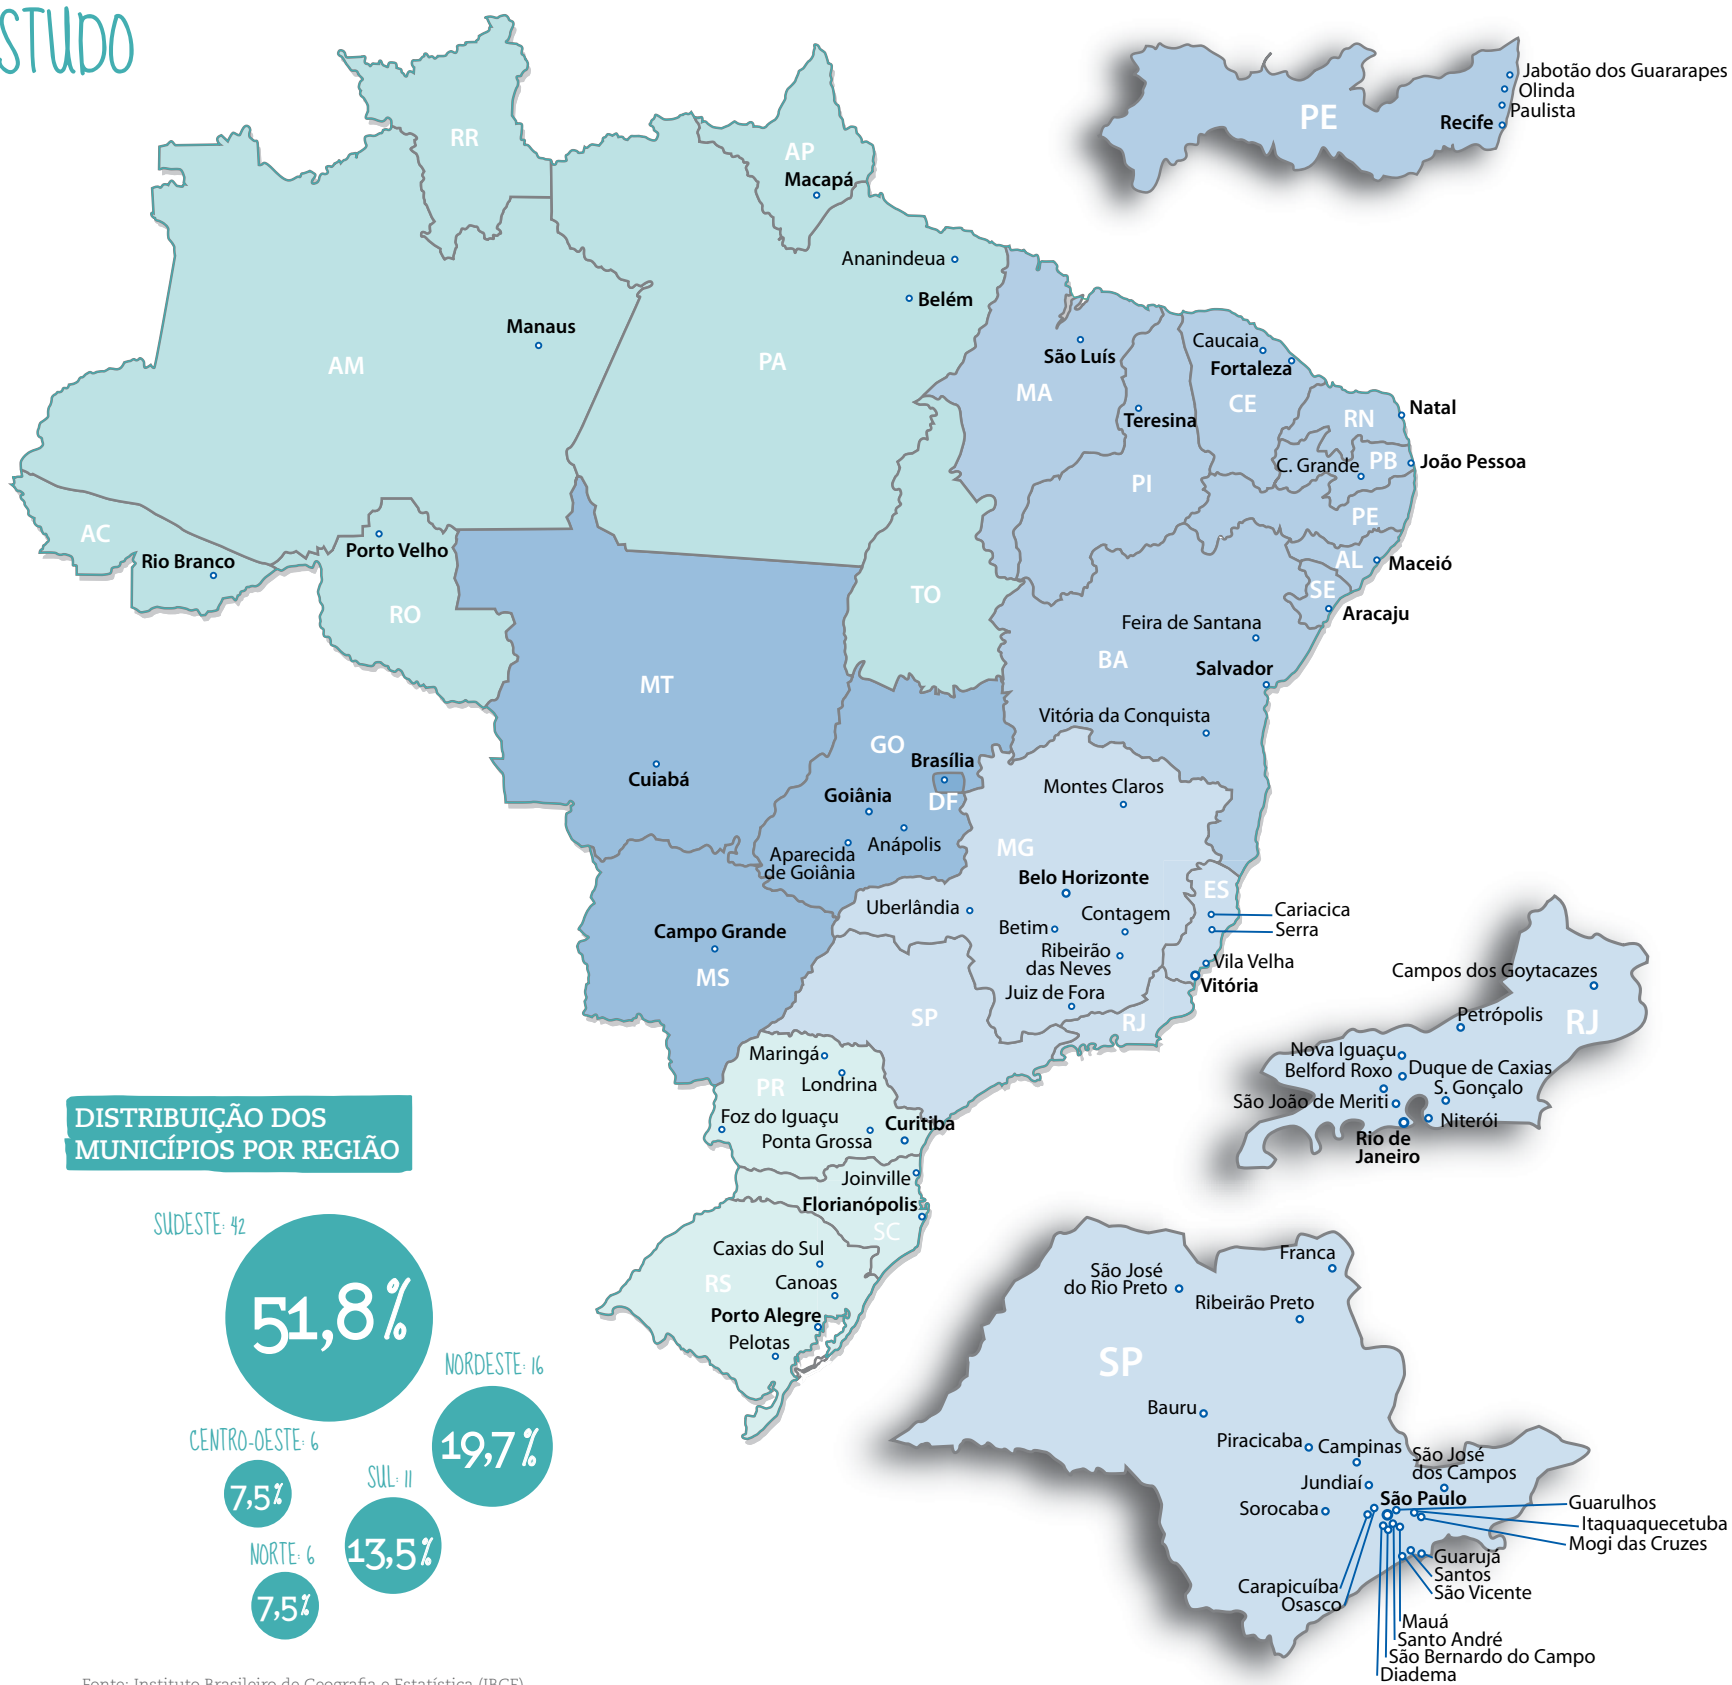 STUDO
PE
Jabotão dos Guararapes
Olinda
Paulista
Recife
RR
AP
Macapá
Ananindeua
Belém
Manaus
AM
PA
São Luís
MA
Teresina
Caucaia
Fortaleza
CE
Natal
RN
C. Grande
PB
João Pessoa
PI
PE
AL
Maceió
SE
Aracaju
AC
Rio Branco
Porto Velho
RO
TO
Feira de Santana
BA
Salvador
MT
Vitória da Conquista
GO
Brasília
DF
Cuiabá
Goiânia
Anápolis
Aparecida
de Goiânia
Montes Claros
MG
Belo Horizonte
ES
Uberlândia
Contagem
Betim
Ribeirão
das Neves
Juiz de Fora
Cariacica
Serra
Vila Velha
Vitória
Campo Grande
MS
SP
RJ
Campos dos Goytacazes
Petrópolis
RJ
Nova Iguaçu
Belford Roxo
Duque de Caxias
S. Gonçalo
São João de Meriti
Niterói
Rio de
Janeiro
Maringá
PR
Londrina
Foz do Iguaçu
Curitiba
Ponta Grossa
Joinville
Florianópolis
SC
Caxias do Sul
RS
Canoas
Porto Alegre
Pelotas
DISTRIBUIÇÃO DOS
MUNICÍPIOS POR REGIÃO
SUDESTE: 42
51,8%
NORDESTE: 16
19,7%
CENTRO-OESTE: 6
7,5%
SUL: 11
13,5%
NORTE: 6
7,5%
Franca
São José
do Rio Preto
Ribeirão Preto
SP
Bauru
Piracicaba
Campinas
São José
dos Campos
Jundiaí
São Paulo
Sorocaba
Guarulhos
Itaquaquecetuba
Mogi das Cruzes
Guarujá
Santos
São Vicente
Carapicuíba
Osasco
Mauá
Santo André
São Bernardo do Campo
Diadema
Fonte: Instituto Brasileiro de Geografia e Estatística (IBGE)